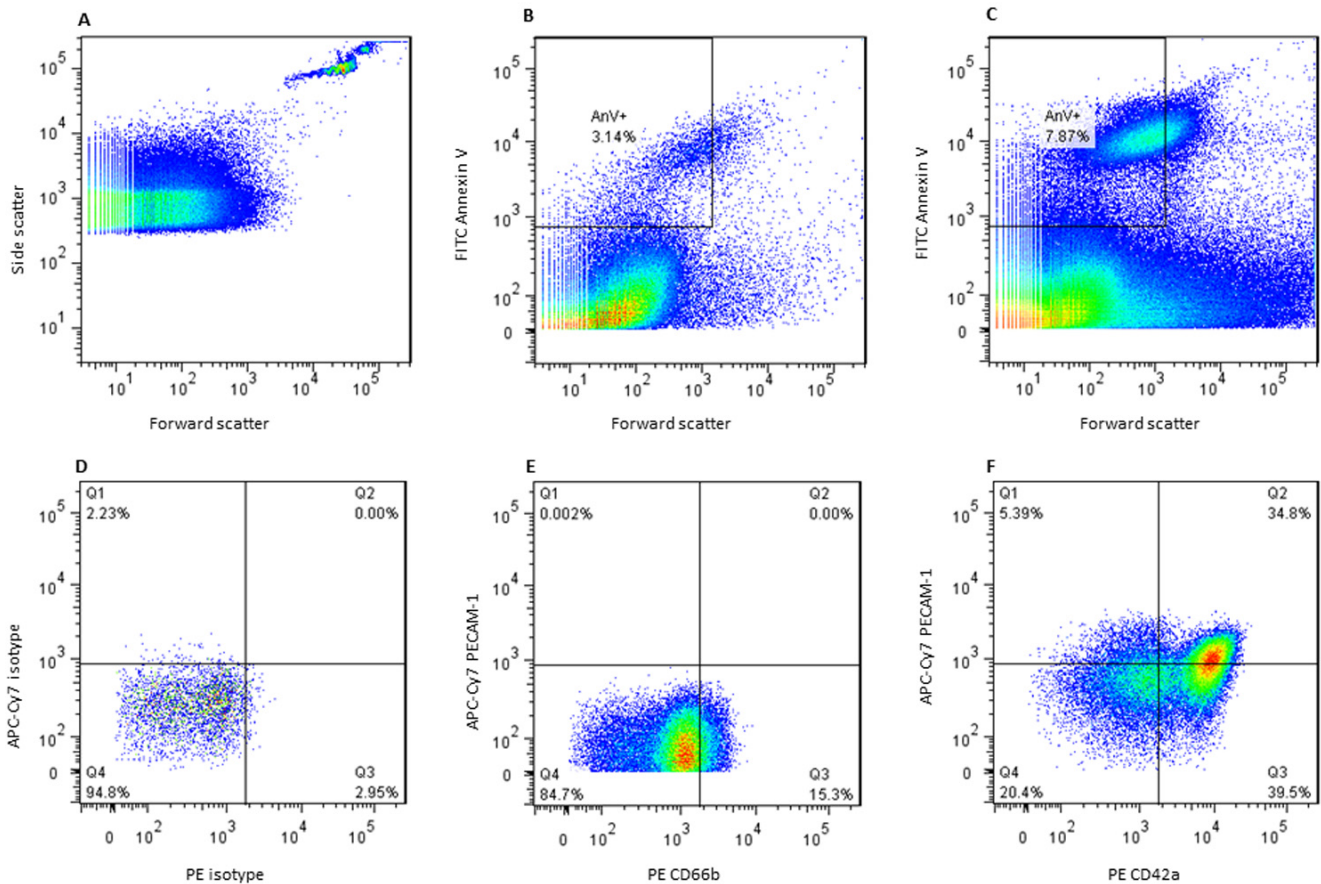 A
B
C
Side scatter
10^5
10^4
10^3
10^2
10^1
10^1
10^2
10^3
10^4
10^5
Forward scatter
FITC Annexin V
10^5
10^4
10^3
10^2
0
AnV+
3.14%
10^1
10^2
10^3
10^4
10^5
Forward scatter
FITC Annexin V
10^5
10^4
10^3
10^2
0
AnV+
7.87%
10^1
10^2
10^3
10^4
10^5
Forward scatter
D
E
F
APC-Cy7 isotype
10^5
10^4
10^3
10^2
0
Q1
2.23%
Q2
0.00%
Q4
94.8%
Q3
2.95%
0
10^2
10^3
10^4
10^5
PE isotype
APC-Cy7 PECAM-1
10^5
10^4
10^3
10^2
0
Q1
0.002%
Q2
0.00%
Q4
84.7%
Q3
15.3%
0
10^2
10^3
10^4
10^5
PE CD66b
APC-Cy7 PECAM-1
10^5
10^4
10^3
10^2
0
Q1
5.39%
Q2
34.8%
Q4
20.4%
Q3
39.5%
0
10^2
10^3
10^4
10^5
PE CD42a